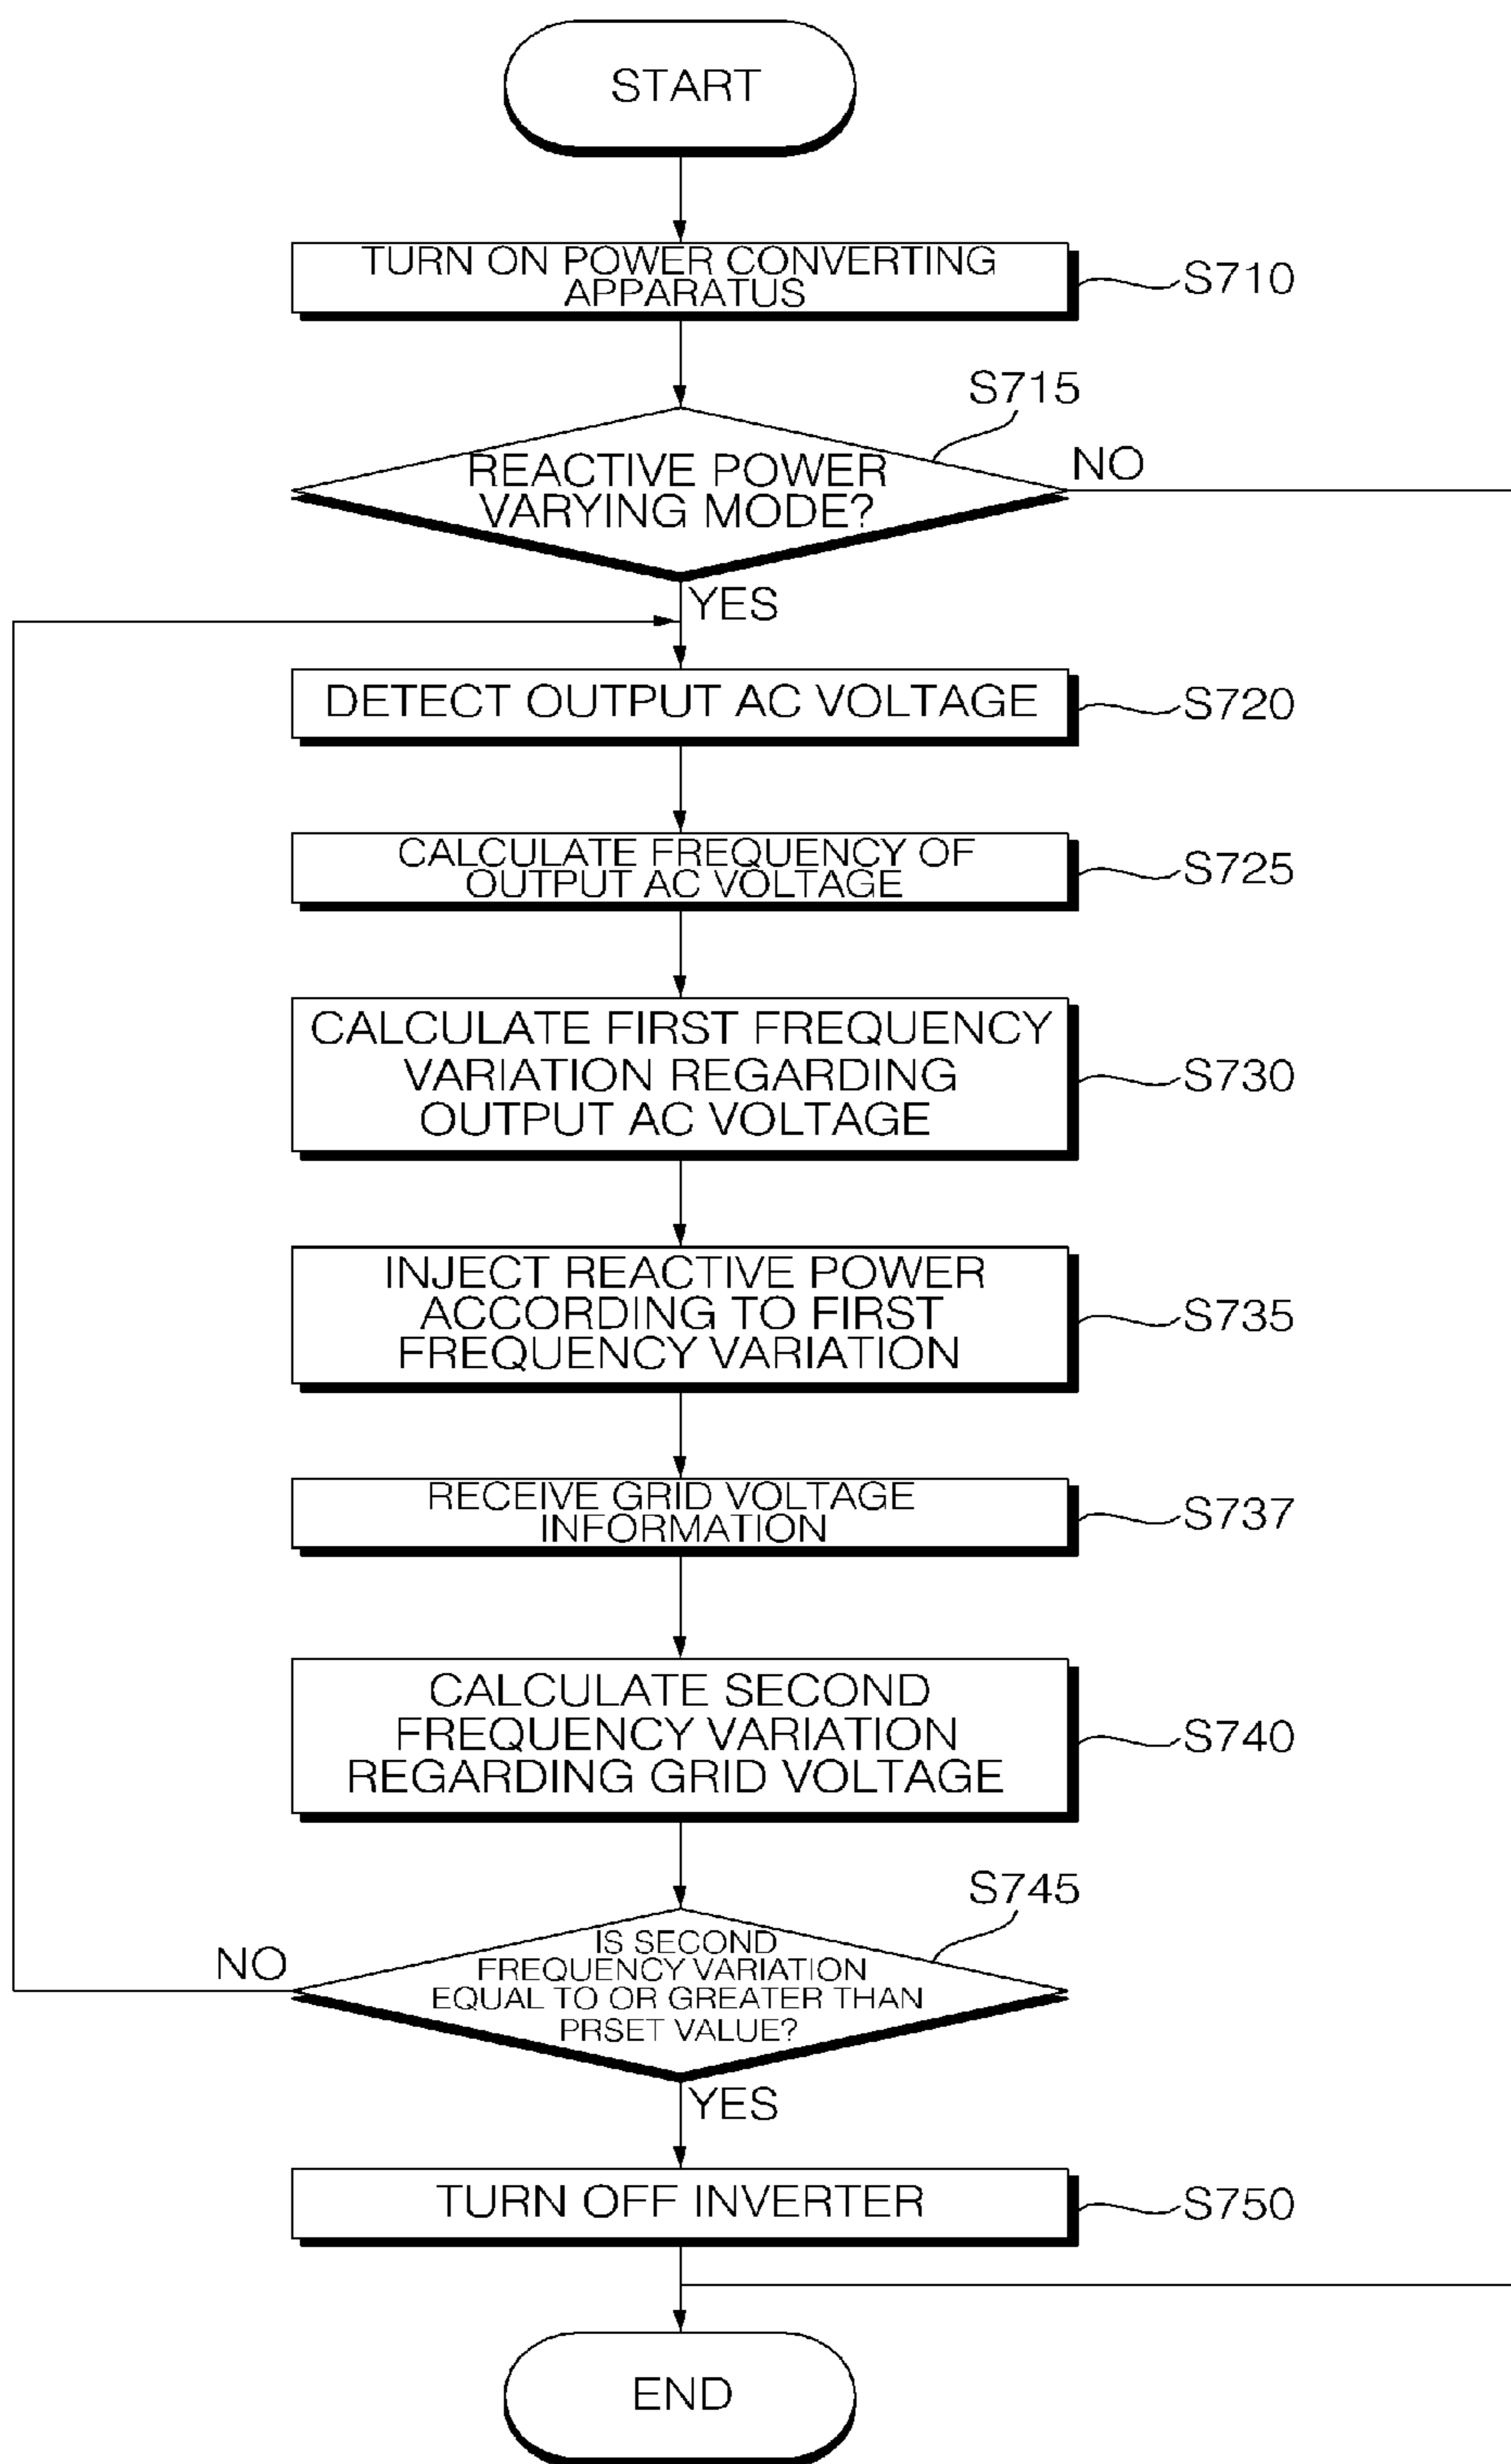 START
TURN ON POWER CONVERTING
APPARATUS
S710
S715
REACTIVE POWER
VARYING MODE?
NO
YES
DETECT OUTPUT AC VOLTAGE
S720
CALCULATE FREQUENCY OF
OUTPUT AC VOLTAGE
S725
CALCULATE FIRST FREQUENCY
VARIATION REGARDING
OUTPUT AC VOLTAGE
S730
INJECT REACTIVE POWER
ACCORDING TO FIRST
FREQUENCY VARIATION
S735
RECEIVE GRID VOLTAGE
INFORMATION
S737
CALCULATE SECOND
FREQUENCY VARIATION
REGARDING GRID VOLTAGE
S740
S745
IS SECOND
FREQUENCY VARIATION
EQUAL TO OR GREATER THAN
PRSET VALUE?
NO
YES
TURN OFF INVERTER
S750
END